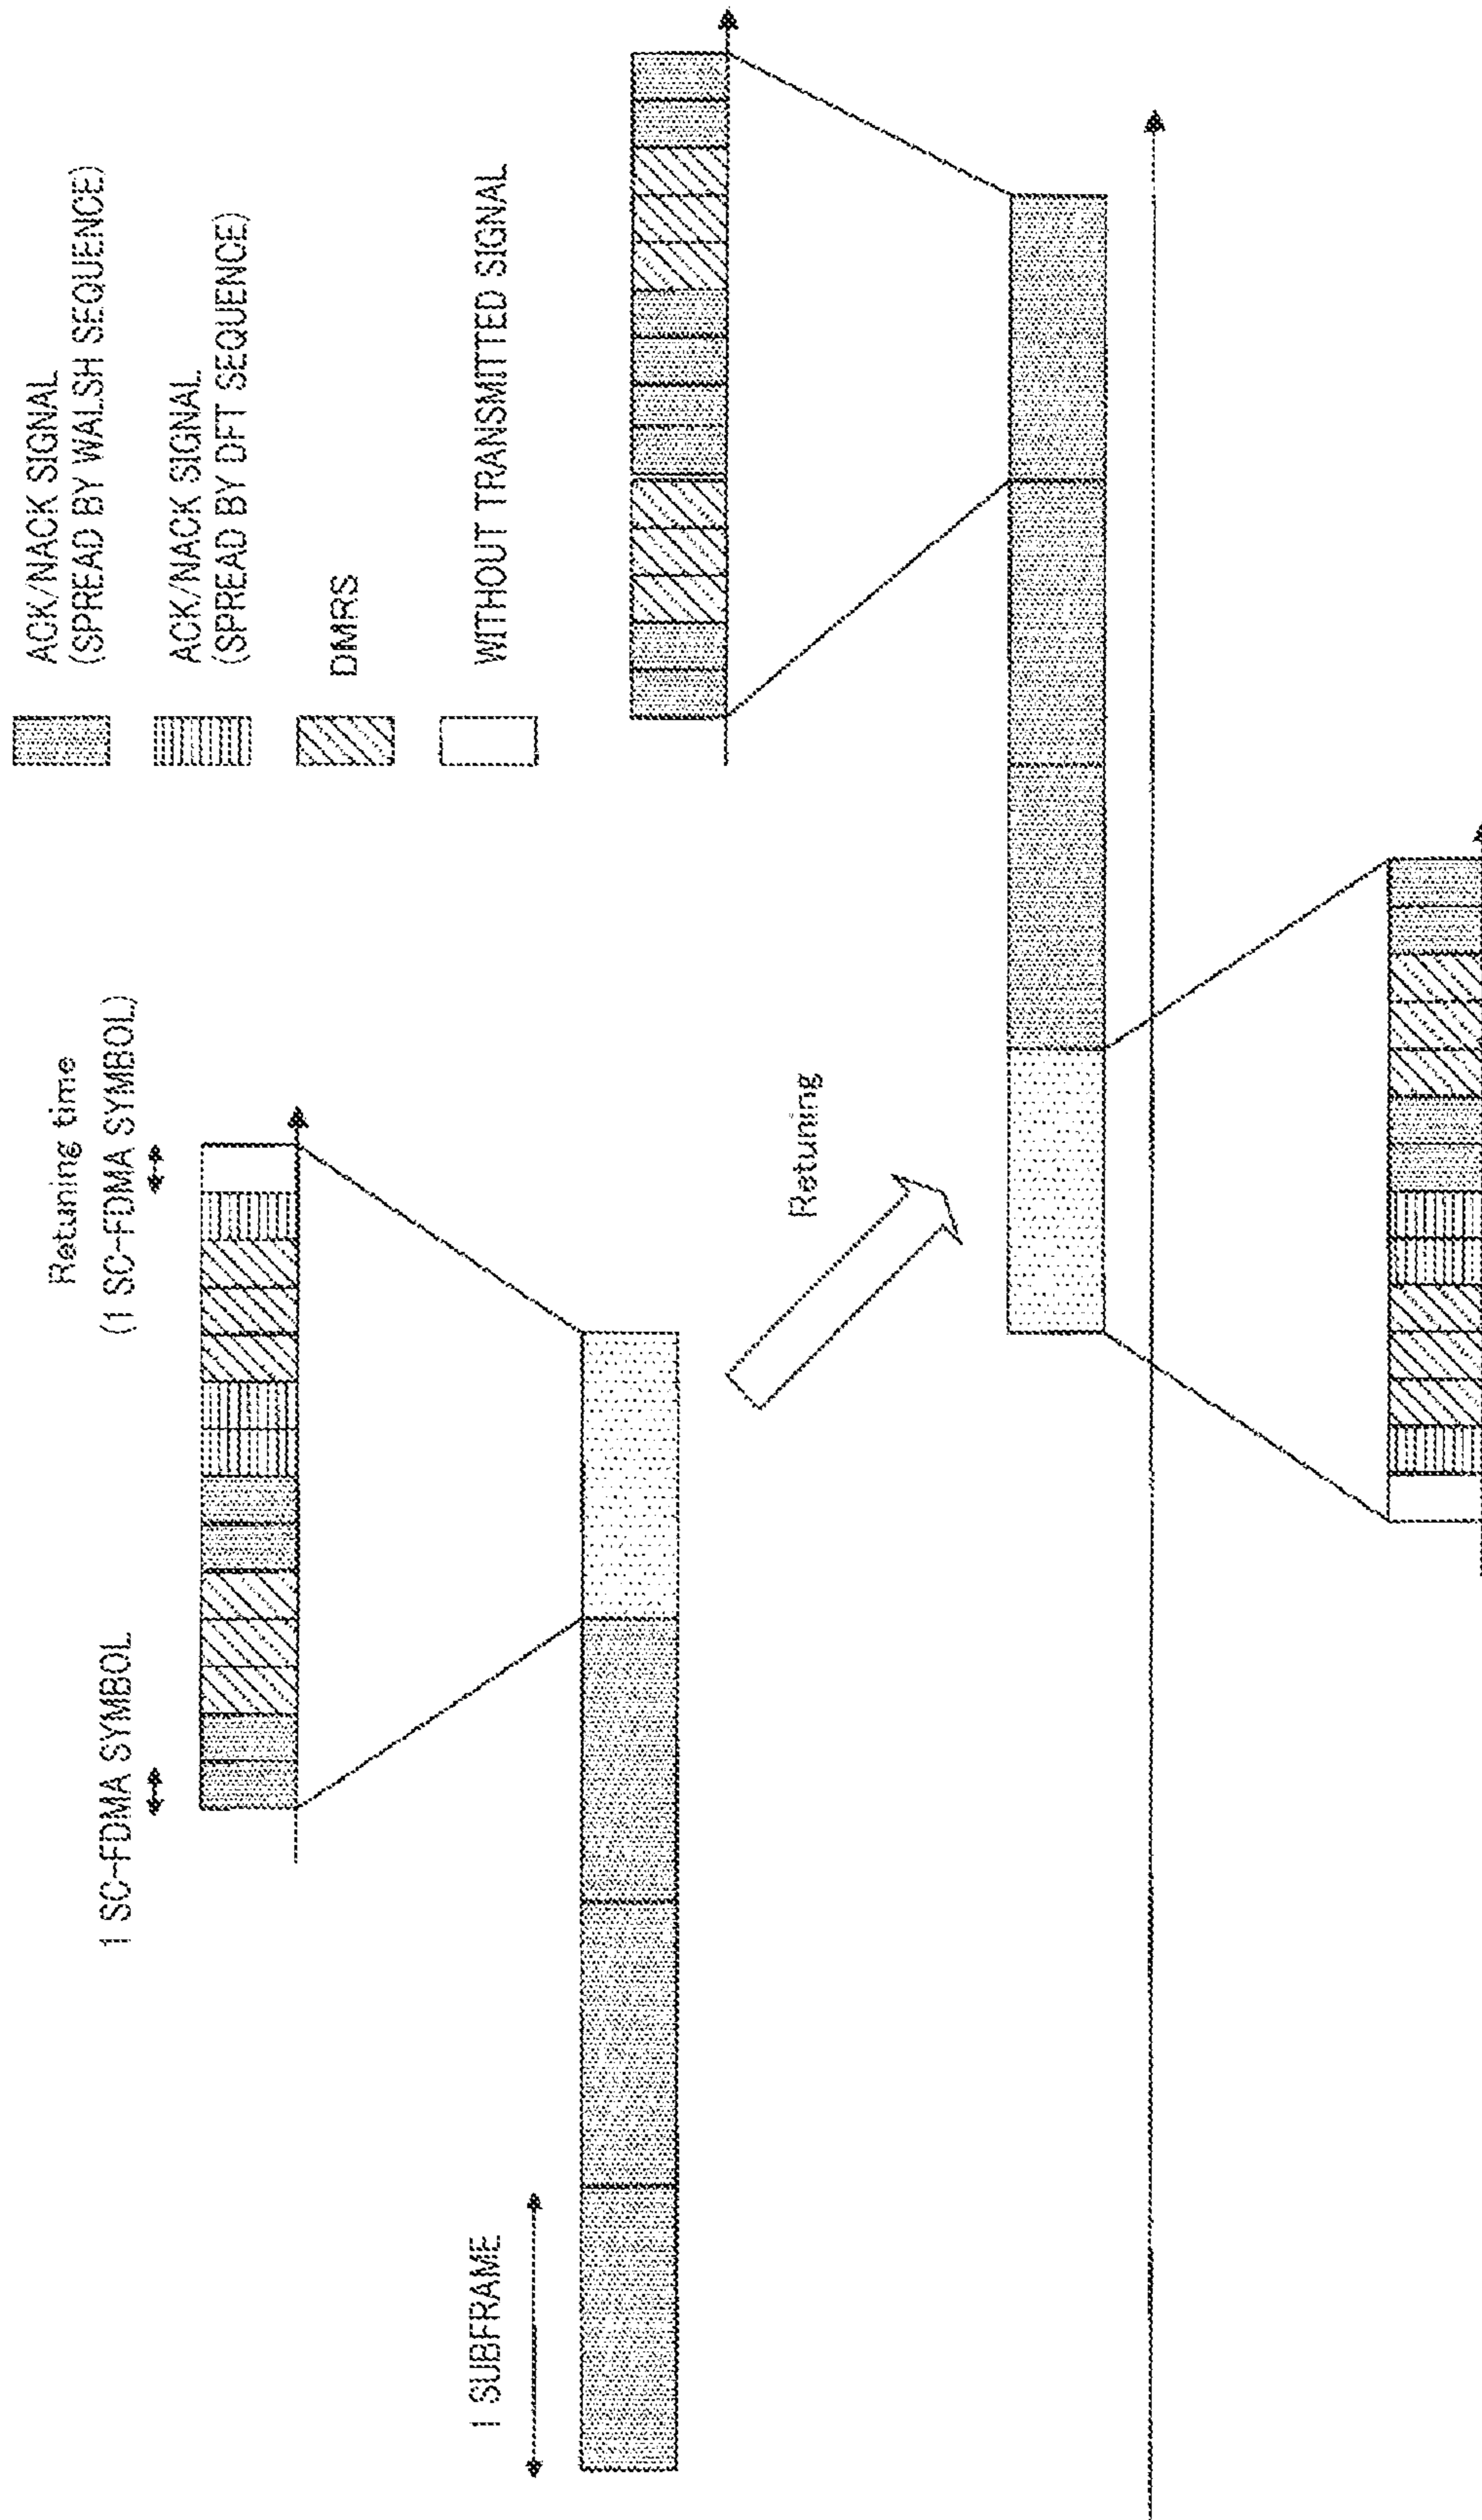 ACK/NACK SIGNAL
(SPREAD BY WALSH SEQUENCE)
ACK/NACK SIGNAL
(SPREAD BY DFT SEQUENCE)
DMRS
WITHOUT TRANSMITTED SIGNAL
Retuning time
(1 SC-FDMA SYMBOL)
1 SC-FDMA SYMBOL
1 SUBFRAME
Retuning